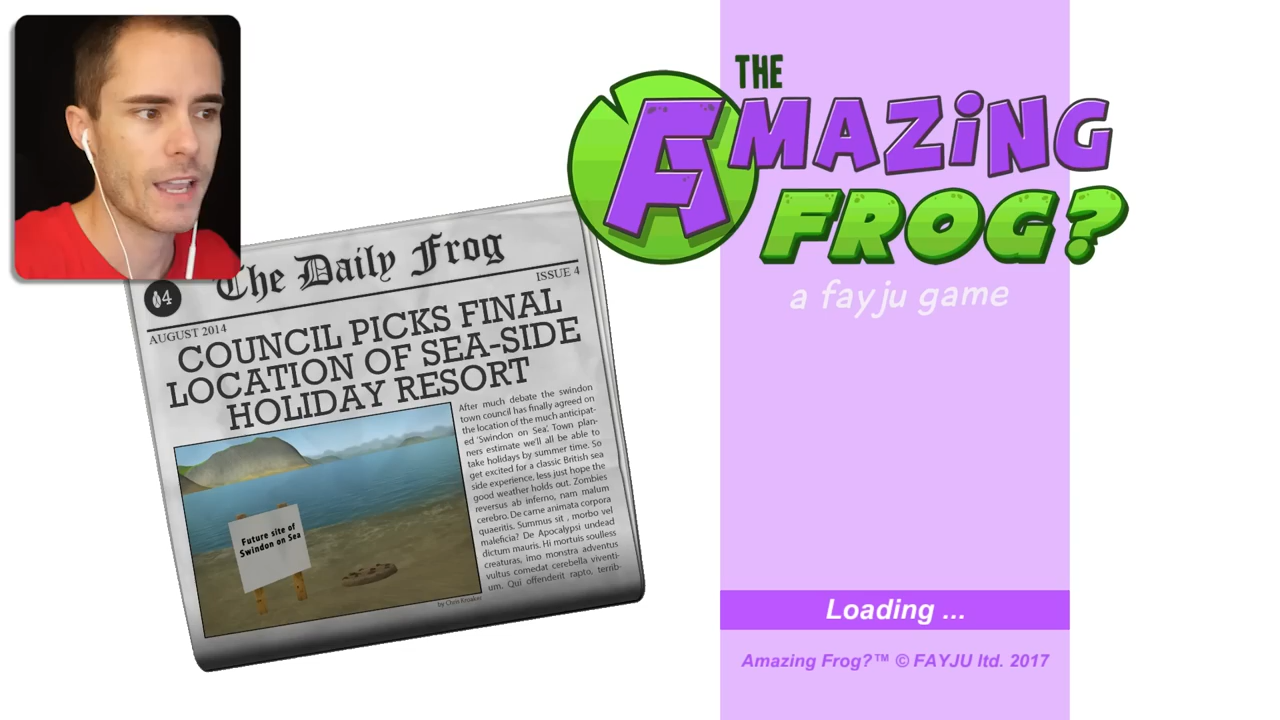 The Daily Frog
04
ISSUE 4
AUGUST 2014
COUNCIL PICKS FINAL
LOCATION OF SEA-SIDE
HOLIDAY RESORT
After much debate the swindon
town council has finally agreed on
the location of the much anticipat-
ed 'Swindon on Sea'. Town plan-
ners estimate we'll all be able to
take holidays by summer time. So
get excited for a classic British sea
side experience, less just hope the
good weather holds out. Zombies
reversus ab inferno, nam malum
cerebro. De carne animata corpora
quaeritis. Summus sit , morbo vel
maleficia? De Apocalypsi undead
dictum mauris. Hi mortuis soulless
creaturas, imo monstra adventus
vultus comedat cerebella viventi-
um. Qui offenderit rapto, terrib-
Future site of
Swindon on Sea
by Chris
THE
AMAZING
FROG?
a fayju game
Loading ...
Amazing Frog?™ © FAYJU ltd. 2017